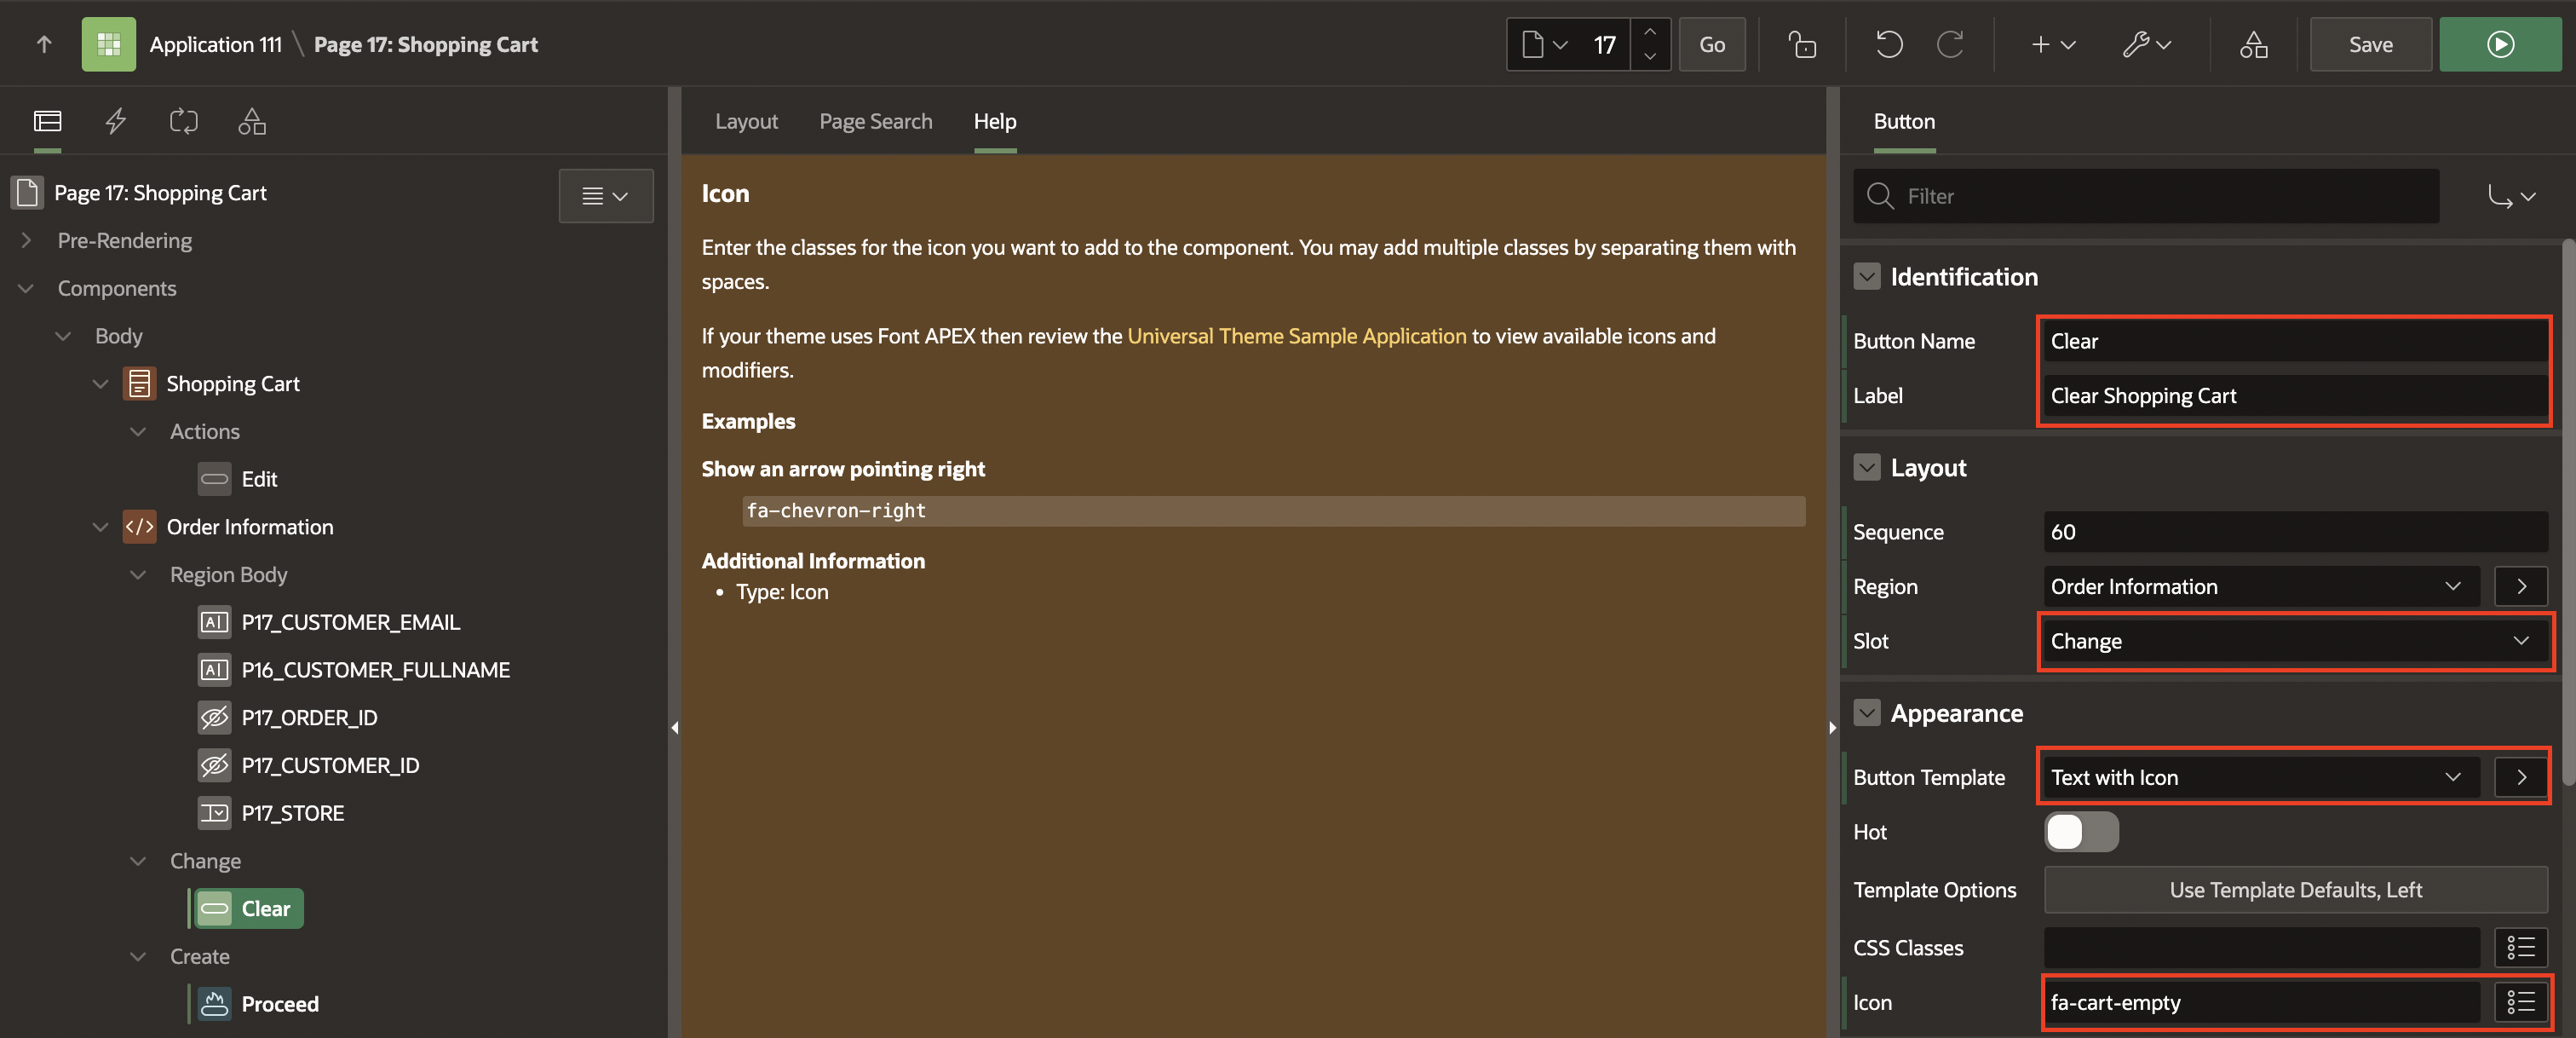 Application 111 \ Page 17: Shopping Cart
17
Go
Save
Page 17: Shopping Cart
Pre-Rendering
Components
Body
Shopping Cart
Actions
Edit
Order Information
Region Body
P17_CUSTOMER_EMAIL
P16_CUSTOMER_FULLNAME
P17_ORDER_ID
P17_CUSTOMER_ID
P17_STORE
Change
Clear
Create
Proceed
Layout Page Search Help
Icon
Enter the classes for the icon you want to add to the component. You may add multiple classes by separating them with
spaces.
If your theme uses Font APEX then review the Universal Theme Sample Application to view available icons and
modifiers.
Examples
Show an arrow pointing right
fa-chevron-right
Additional Information
• Type: Icon
Button
Filter
Identification
Button Name Clear
Label Clear Shopping Cart
Layout
Sequence 60
Region Order Information
Slot Change
Appearance
Button Template Text with Icon
Hot
Template Options Use Template Defaults, Left
CSS Classes
Icon fa-cart-empty